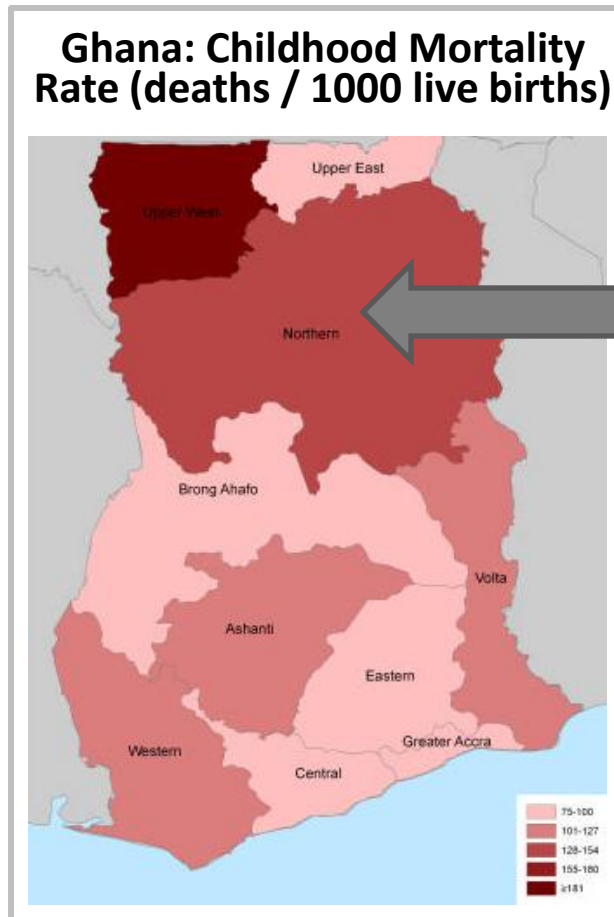 Ghana: Childhood Mortality
Rate (deaths / 1000 live births)
Upper East
Upper West
Northern
Brong Ahafo
Volta
Ashanti
Eastern
Greater Accra
Western
Central
75-100
101-127
128-154
155-180
≥181